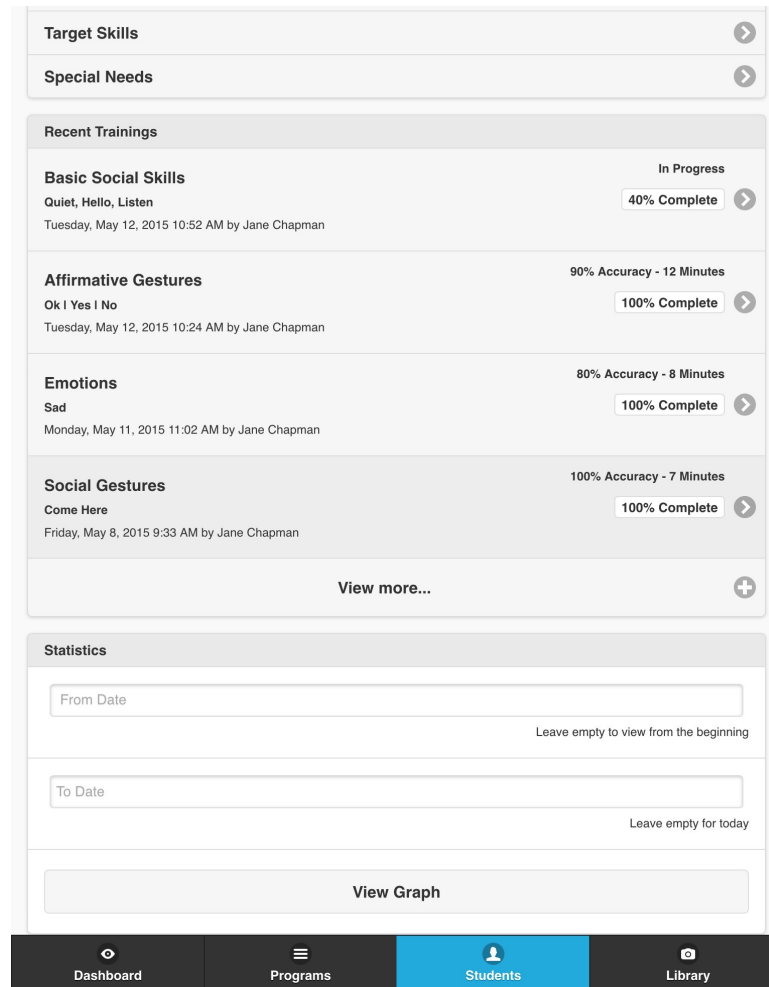 Target Skills
Special Needs
Recent Trainings
In Progress
Basic Social Skills
40% Complete
Quiet, Hello, Listen
Tuesday, May 12, 2015 10:52 AM by Jane Chapman
90% Accuracy - 12 Minutes
Affirmative Gestures
100% Complete
Ok I Yes I No
Tuesday, May 12, 2015 10:24 AM by Jane Chapman
80% Accuracy - 8 Minutes
Emotions
100% Complete
Sad
Monday, May 11, 2015 11:02 AM by Jane Chapman
100% Accuracy - 7 Minutes
Social Gestures
100% Complete
Come Here
Friday, May 8, 2015 9:33 AM by Jane Chapman
View more...
Statistics
From Date
Leave empty to view from the beginning
To Date
Leave empty for today
View Graph
Dashboard Programs Students Library